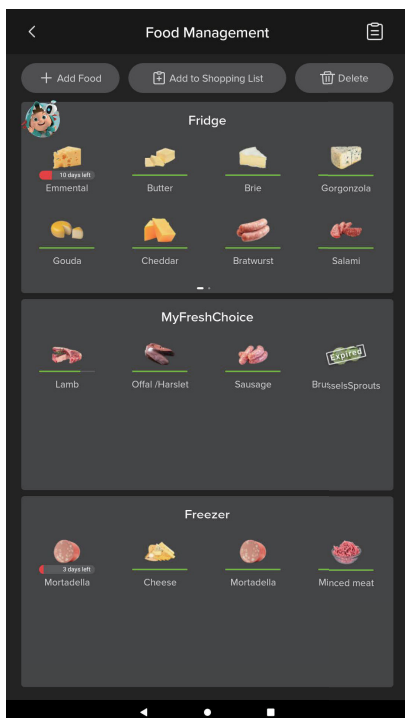 Food Management
Add Food
Add to Shopping List
Delete
Fridge
10 days left
Emmental
Butter
Brie
Gorgonzola
Gouda
Cheddar
Bratwurst
Salami
MyFreshChoice
Expired
Lamb
Offal /Harslet
Sausage
BrusselsSprouts
Freezer
3 days left
Mortadella
Cheese
Mortadella
Minced meat